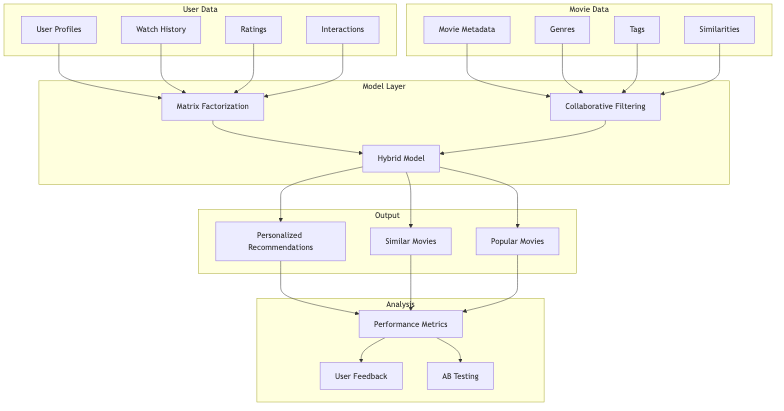 User Data
Movie Data
User Profiles
Watch History
Ratings
Interactions
Movie Metadata
Genres
Tags
Similarities
Model Layer
Matrix Factorization
Collaborative Filtering
Hybrid Model
Output
Personalized
Recommendations
Similar Movies
Popular Movies
Analysis
Performance Metrics
User Feedback
AB Testing